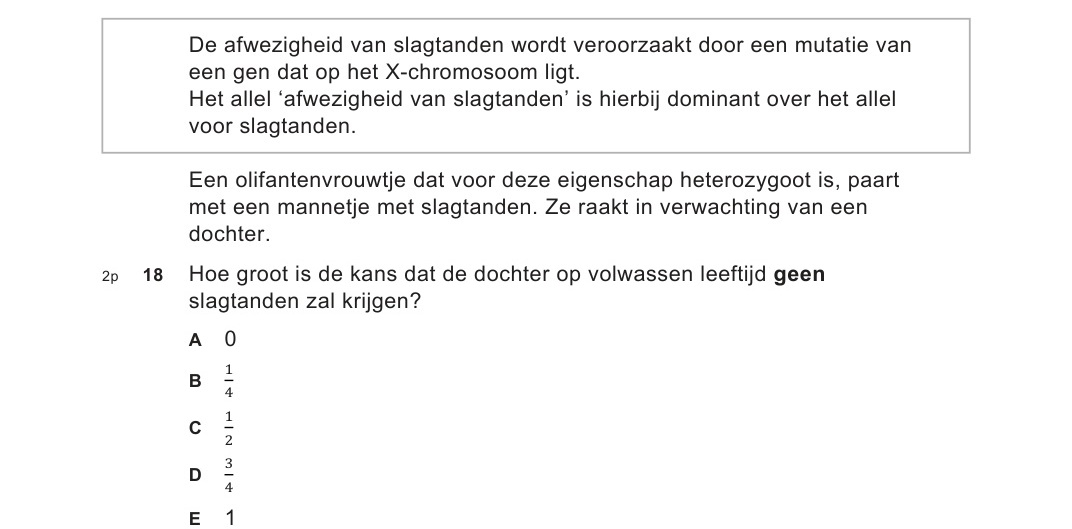 De afwezigheid van slagtanden wordt veroorzaakt door een mutatie van
een gen dat op het X-chromosoom ligt.
Het allel ‘afwezigheid van slagtanden’ is hierbij dominant over het allel
voor slagtanden.
Een olifantenvrouwtje dat voor deze eigenschap heterozygoot is, paart
met een mannetje met slagtanden. Ze raakt in verwachting van een
dochter.
2p 18 Hoe groot is de kans dat de dochter op volwassen leeftijd geen
slagtanden zal krijgen?
A 0
B 1/4
C 1/2
D 3/4
E 1